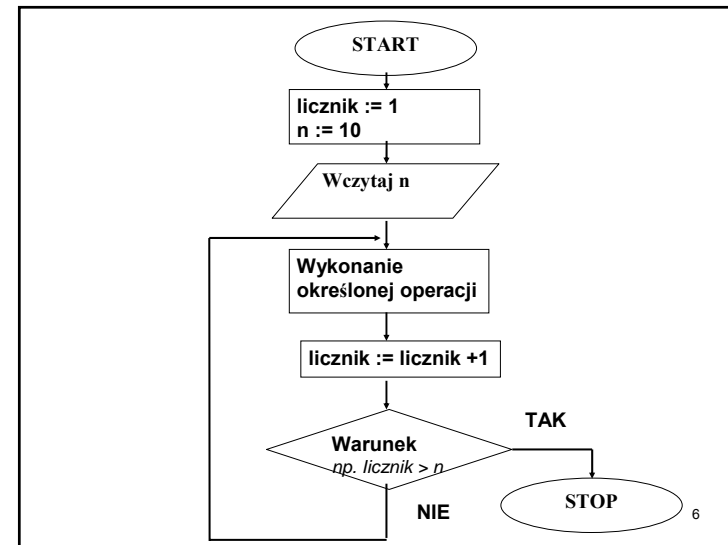 START
licznik := 1
n := 10
Wczytaj n
Wykonanie
określonej operacji
licznik := licznik +1
Warunek
np. licznik > n
TAK
NIE
STOP
6